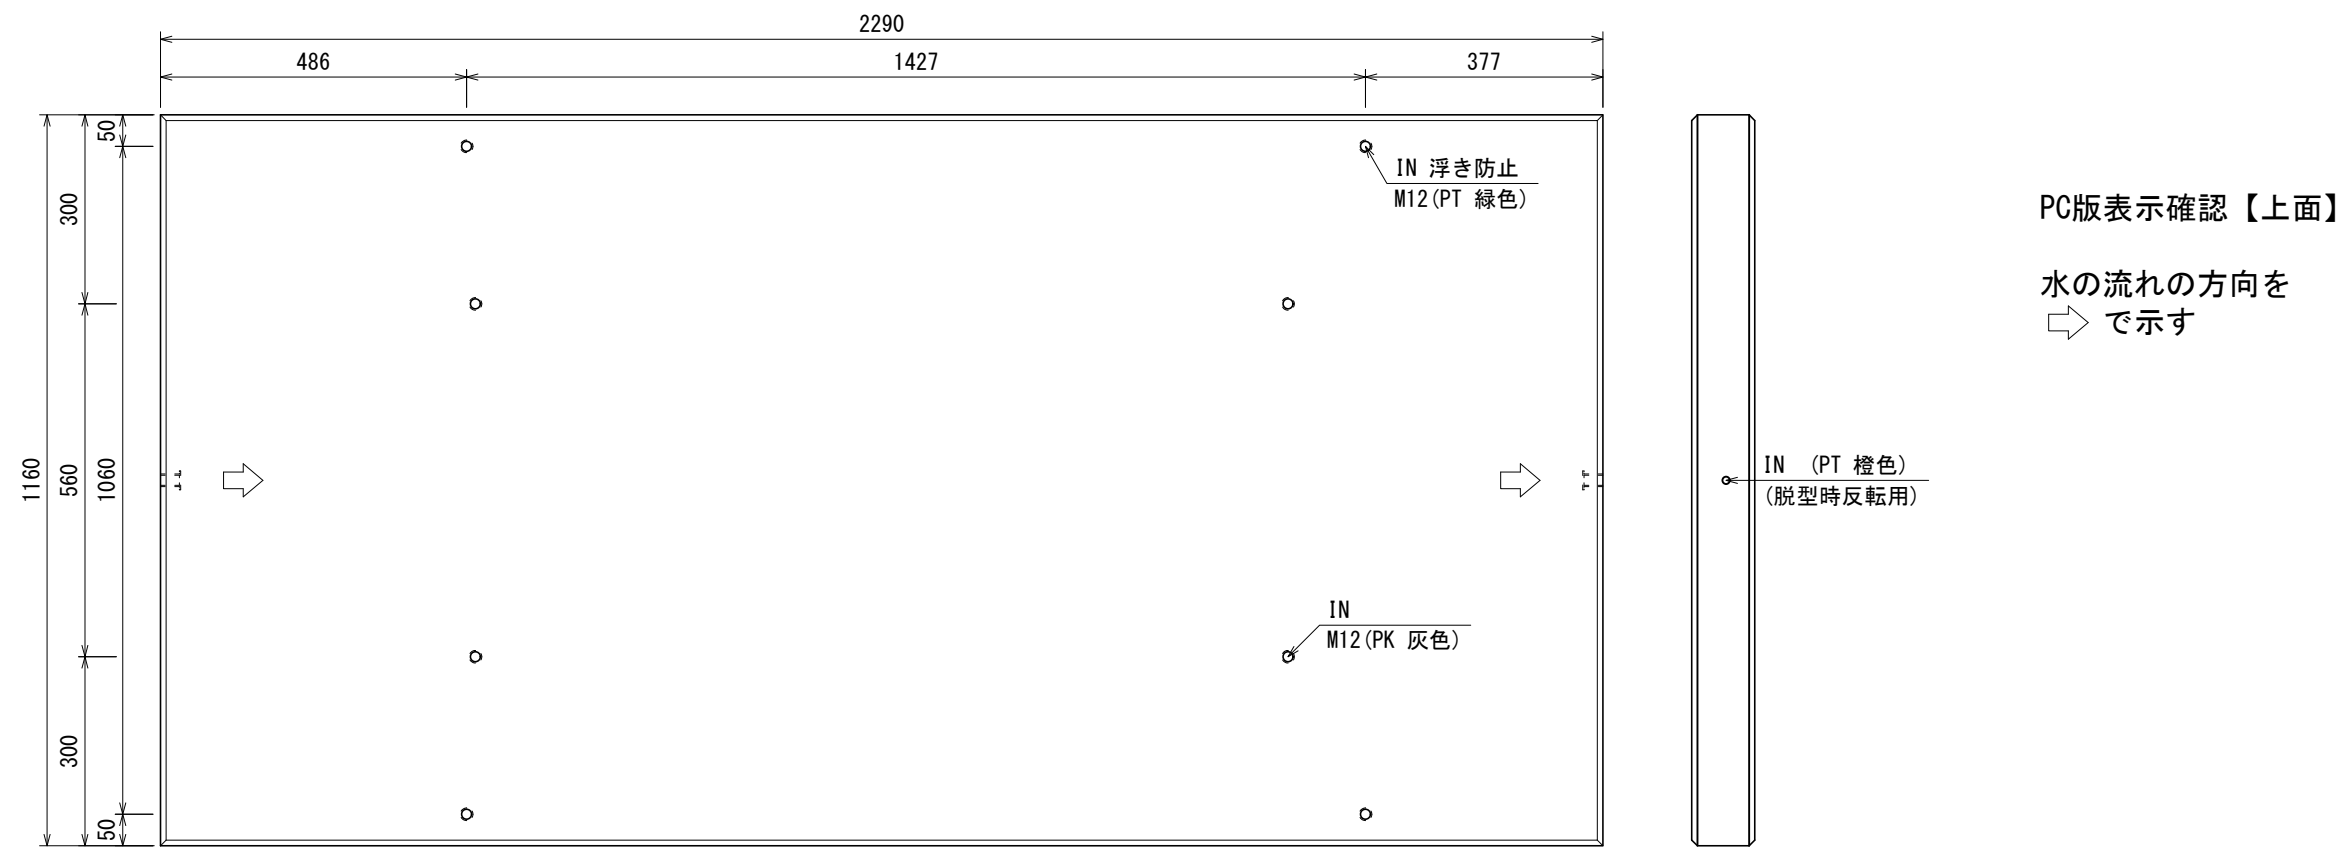 2290
486
1427
377
50
300
1160
560
1060
300
50
IN 浮き防止
M12(PT 緑色)
IN
M12(PK 灰色)
IN (PT 橙色)
(脱型時反転用)
PC版表示確認【上面】
水の流れの方向を
⇨ で示す